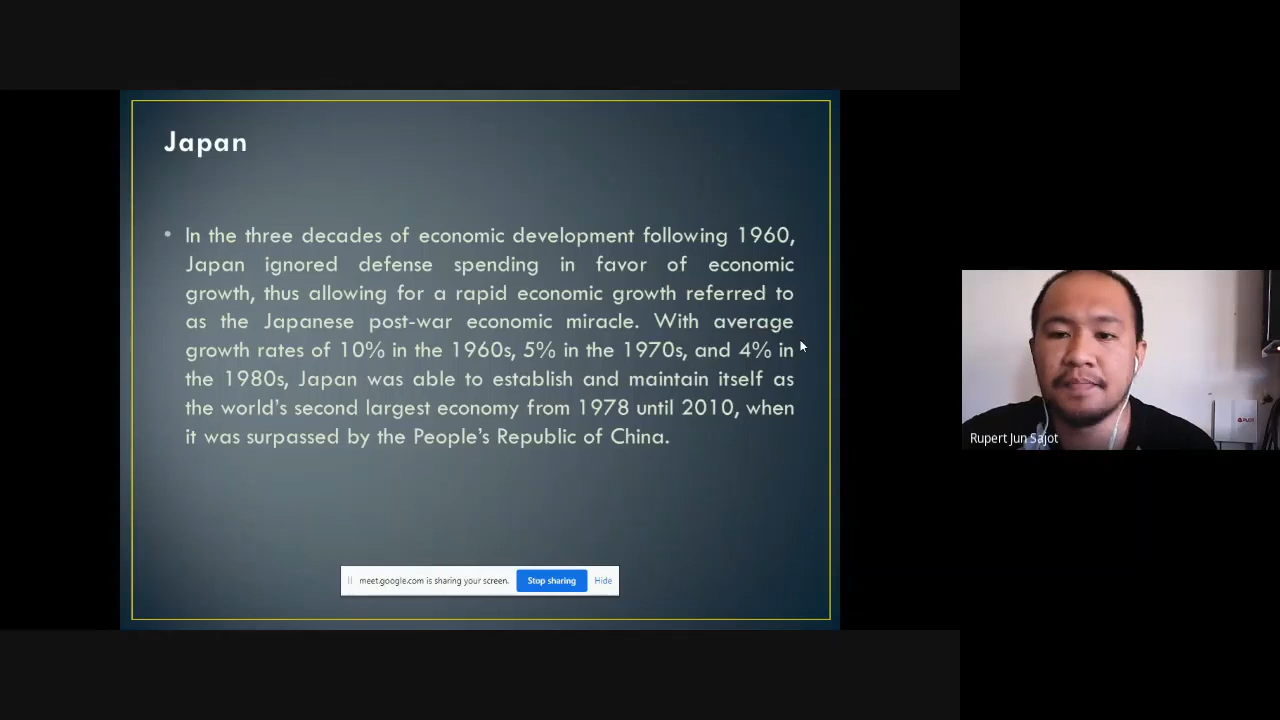 Japan
• In the three decades of economic development following 1960,
Japan ignored defense spending in favor of economic
growth, thus allowing for a rapid economic growth referred to
as the Japanese post-war economic miracle. With average
growth rates of 10% in the 1960s, 5% in the 1970s, and 4% in
the 1980s, Japan was able to establish and maintain itself as
the world’s second largest economy from 1978 until 2010, when
it was surpassed by the People’s Republic of China.
meet.google.com is sharing your screen. Stop sharing Hide
Rupert Jun Sajot